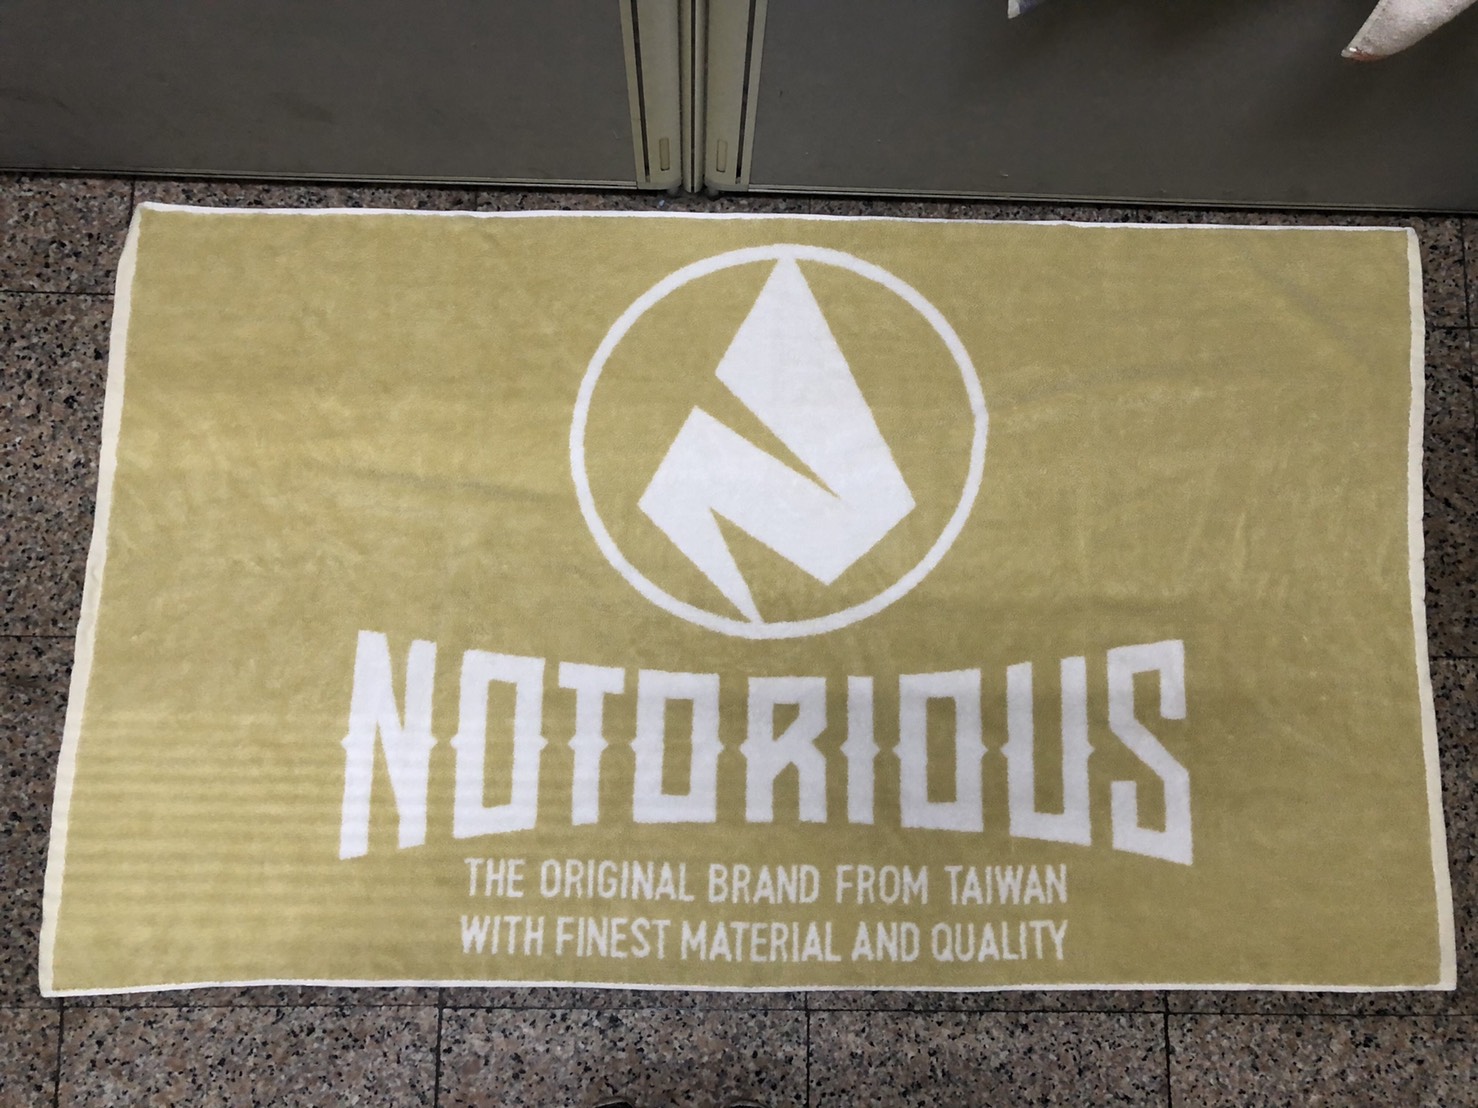 NOTORIOUS
THE ORIGINAL BRAND FROM TAIWAN
WITH FINEST MATERIAL AND QUALITY